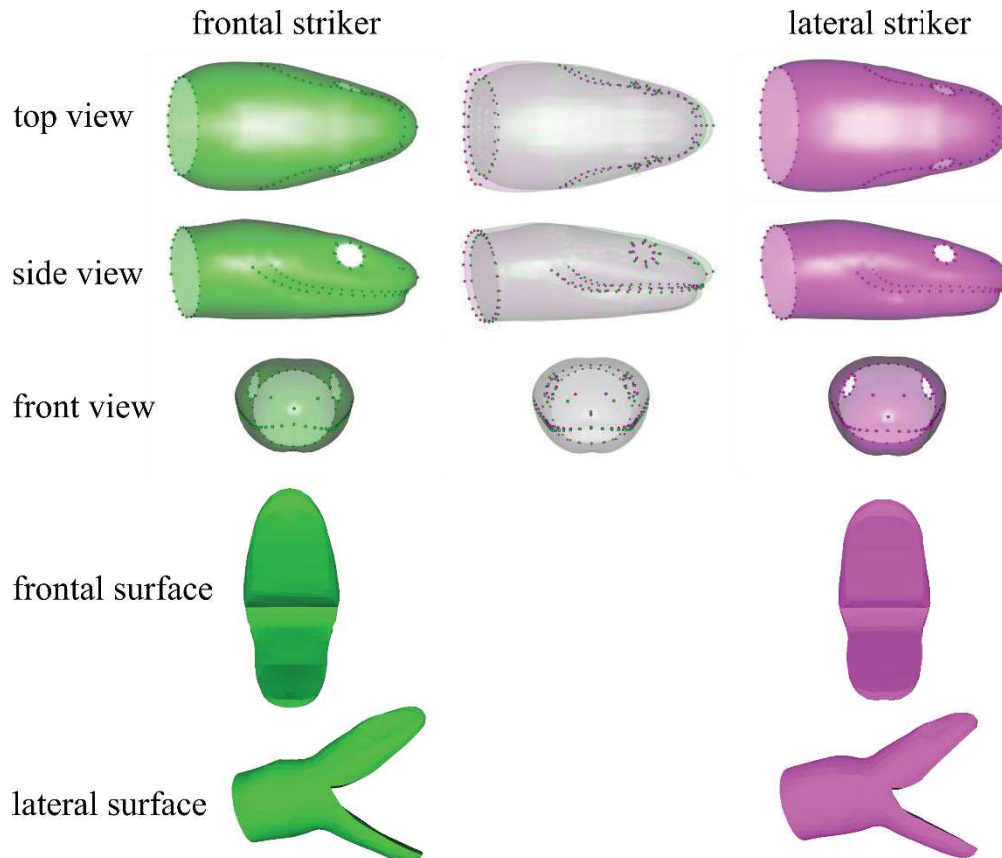 frontal striker
lateral striker
top view
side view
front view
frontal surface
lateral surface